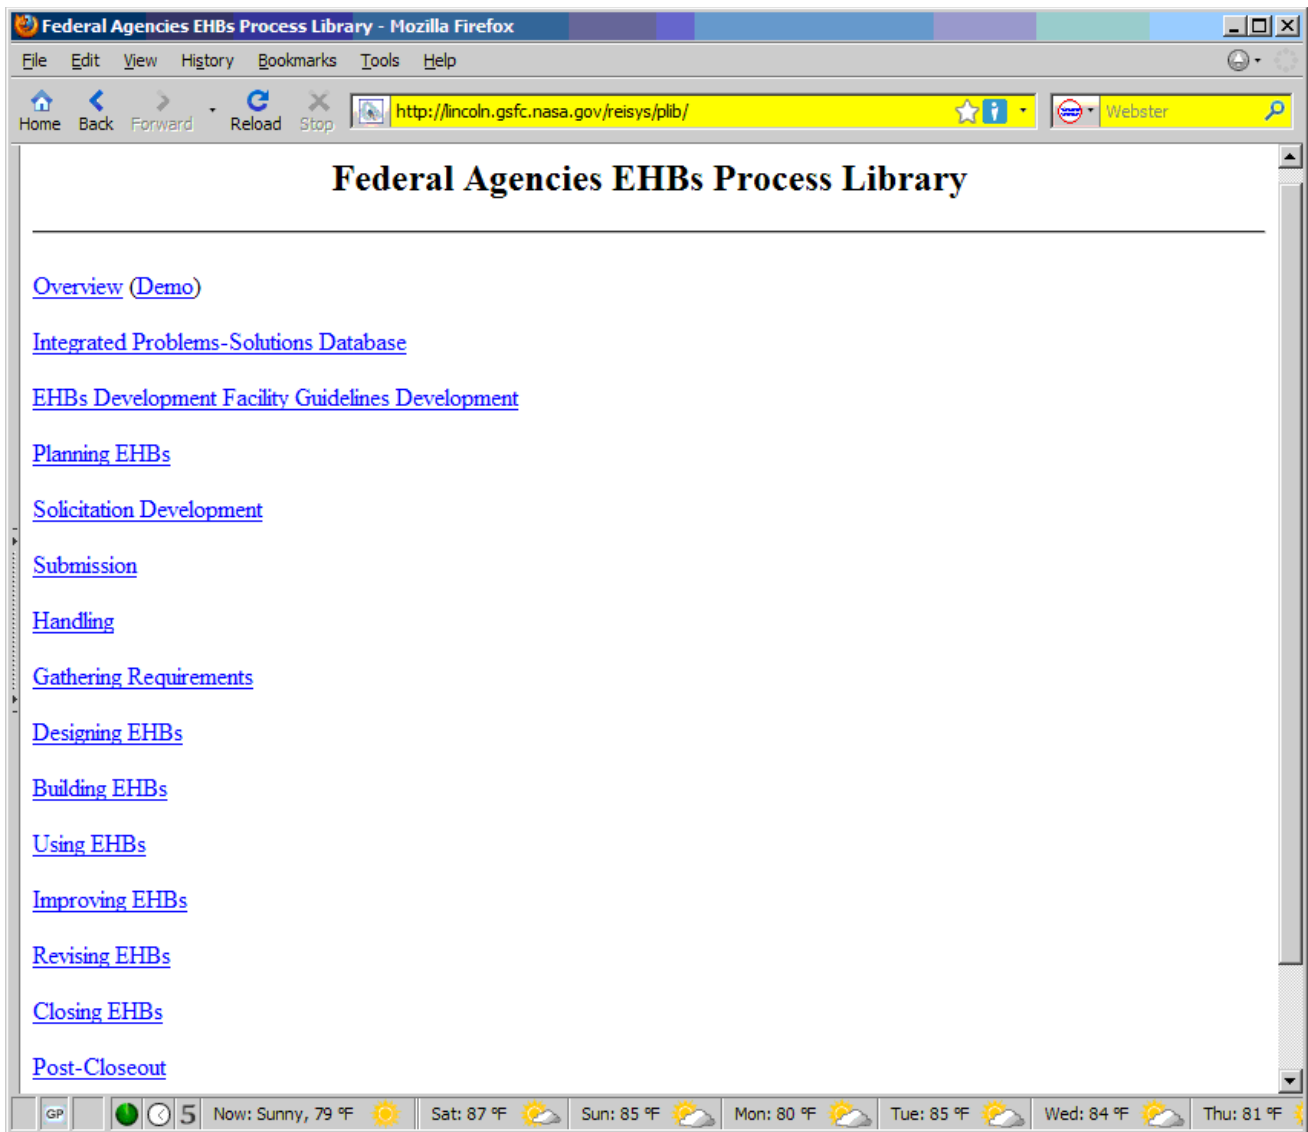 Federal Agencies EHBs Process Library - Mozilla Firefox
File Edit View History Bookmarks Tools Help
Home Back Forward Reload Stop http://lincoln.gsfc.nasa.gov/reisys/plib/ Webster
Federal Agencies EHBs Process Library
Overview (Demo)
Integrated Problems-Solutions Database
EHBs Development Facility Guidelines Development
Planning EHBs
Solicitation Development
Submission
Handling
Gathering Requirements
Designing EHBs
Building EHBs
Using EHBs
Improving EHBs
Revising EHBs
Closing EHBs
Post-Closeout
GP 5 Now: Sunny, 79 °F Sat: 87 °F Sun: 85 °F Mon: 80 °F Tue: 85 °F Wed: 84 °F Thu: 81 °F